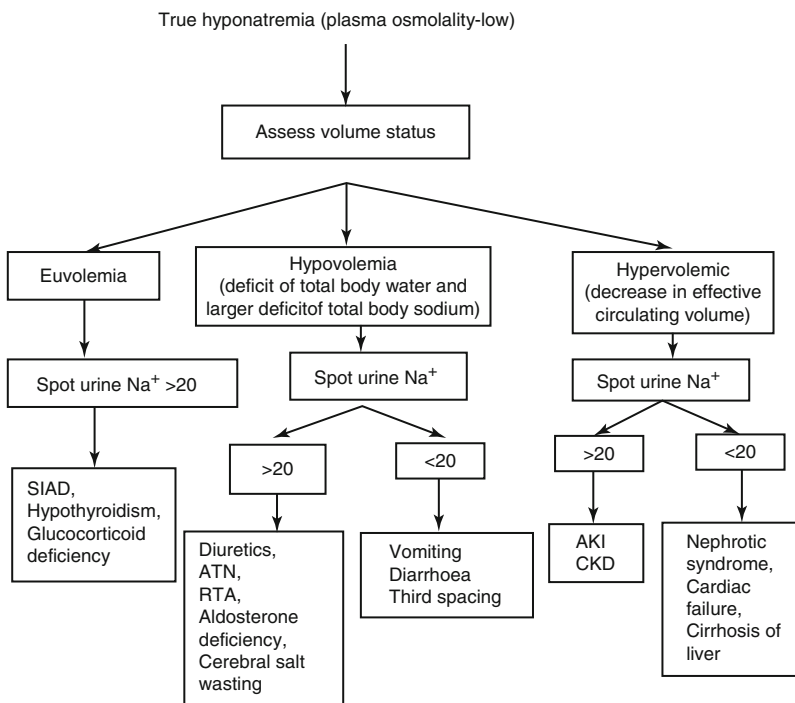 True hyponatremia (plasma osmolality-low)
Assess volume status
Euvolemia
Hypovolemia
(deficit of total body water and
larger deficitof total body sodium)
Hypervolemic
(decrease in effective
circulating volume)
Spot urine Na⁺ >20
Spot urine Na⁺
Spot urine Na⁺
>20
<20
>20
<20
SIAD,
Hypothyroidism,
Glucocorticoid
deficiency
Diuretics,
ATN,
RTA,
Aldosterone
deficiency,
Cerebral salt
wasting
Vomiting
Diarrhoea
Third spacing
AKI
CKD
Nephrotic
syndrome,
Cardiac
failure,
Cirrhosis of
liver